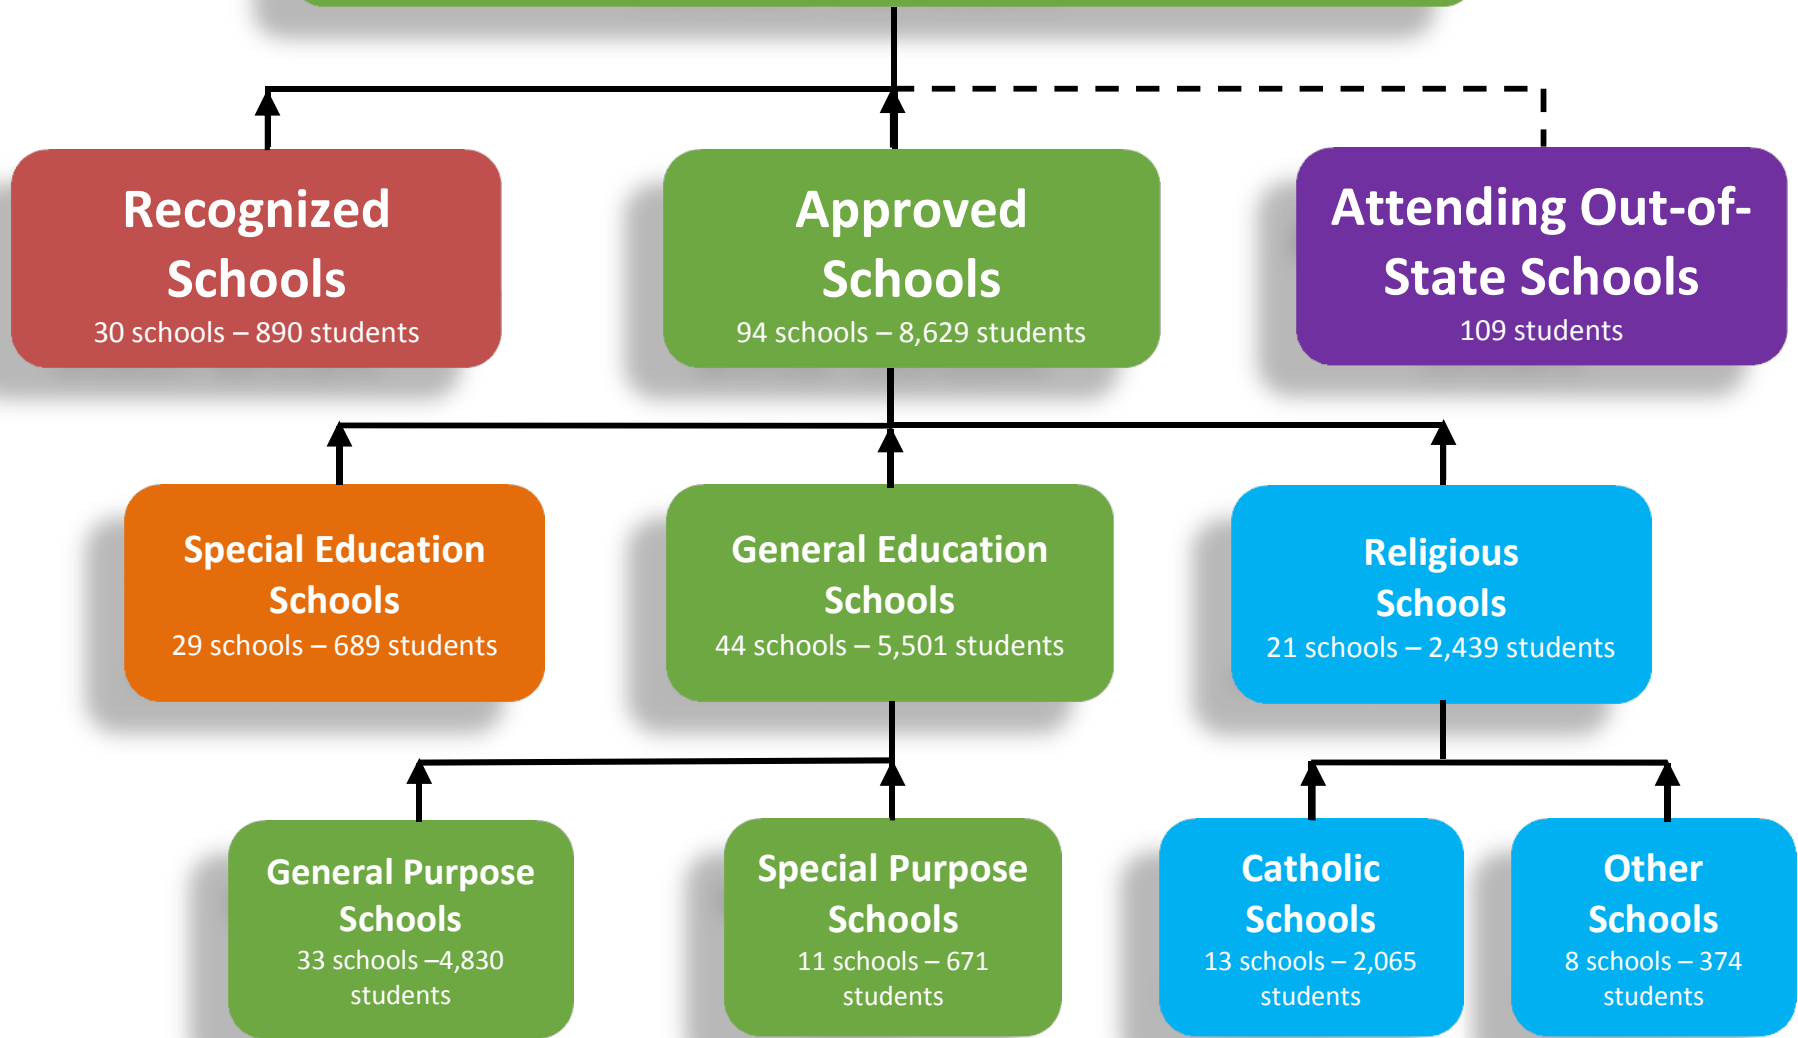 Recognized
Schools
30 schools – 890 students
Approved
Schools
94 schools – 8,629 students
Attending Out-of-
State Schools
109 students
Special Education
Schools
29 schools – 689 students
General Education
Schools
44 schools – 5,501 students
Religious
Schools
21 schools – 2,439 students
General Purpose
Schools
33 schools –4,830
students
Special Purpose
Schools
11 schools – 671
students
Catholic
Schools
13 schools – 2,065
students
Other
Schools
8 schools – 374
students